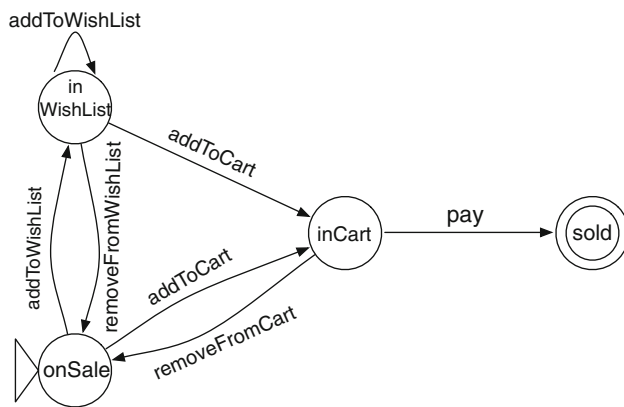 addToWishList
in
WishList
addToCart
addToWishList
removeFromWishList
inCart
pay
sold
addToCart
removeFromCart
onSale